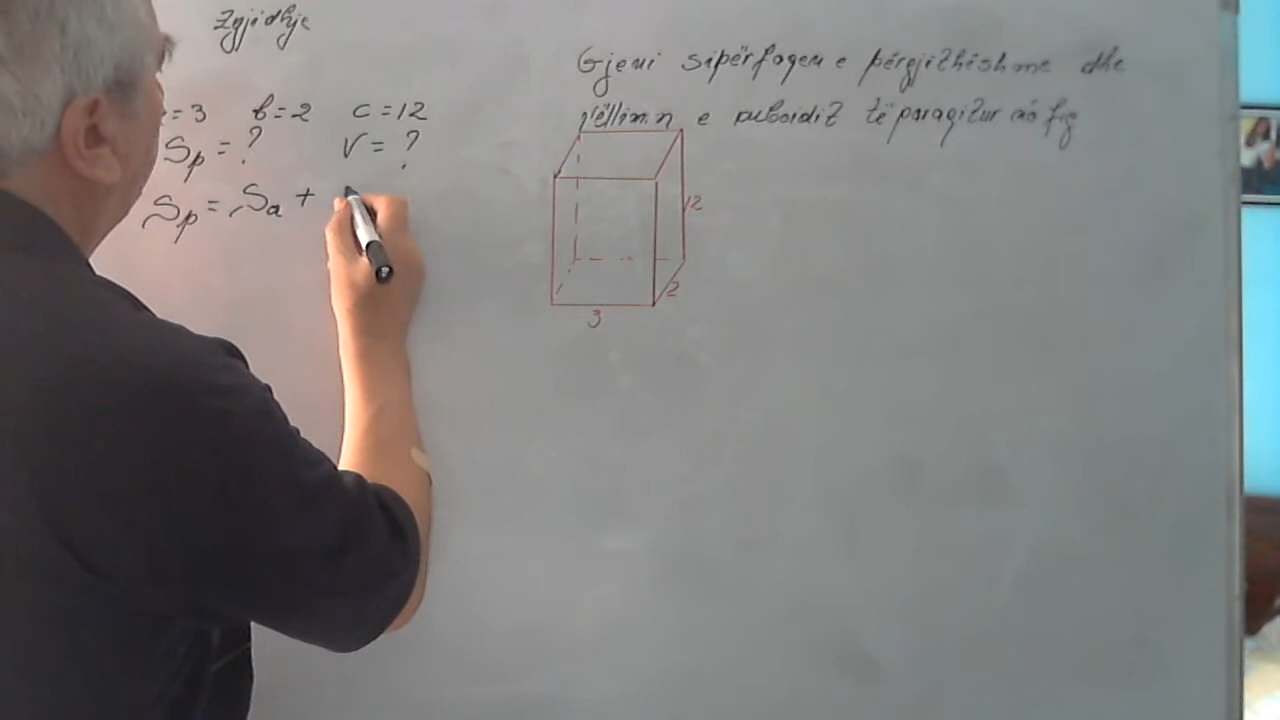 Zgjidhje
= 3 b = 2 c = 12
Sp = ? V = ?
Sp = Sa +
Gjeni sipërfaqen e përgjithshme dhe
vëllimin e kuboidit të paraqitur në fig
12
2
3